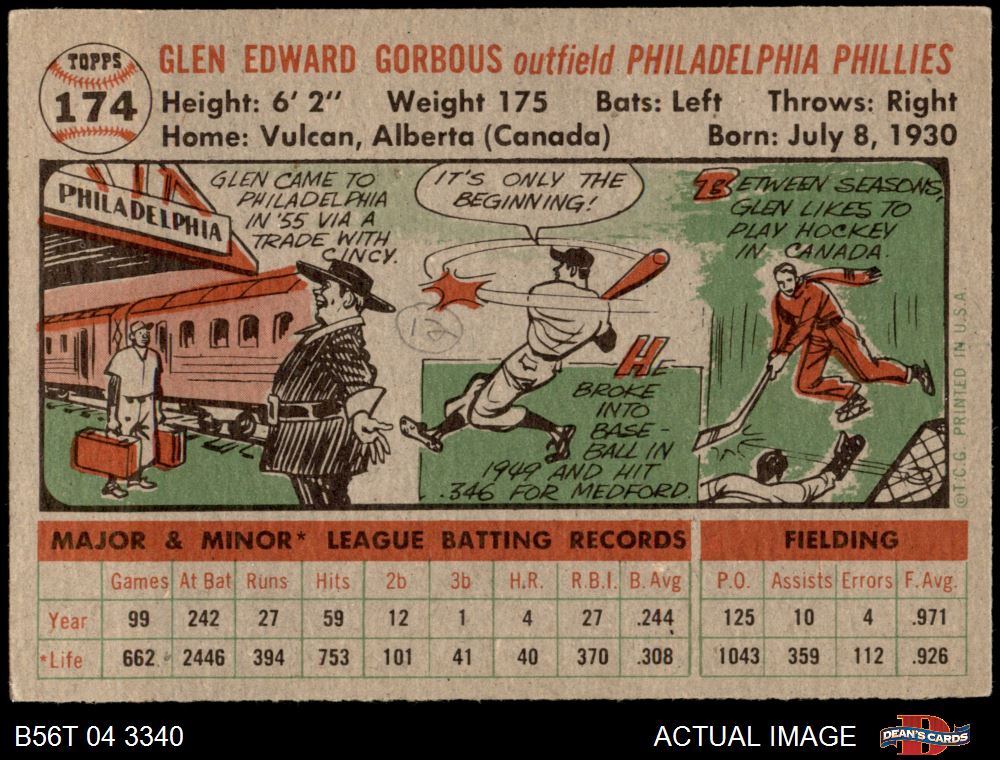 TOPPS
174
GLEN EDWARD GORBOUS outfield PHILADELPHIA PHILLIES
Height: 6' 2" Weight 175 Bats: Left Throws: Right
Home: Vulcan, Alberta (Canada) Born: July 8, 1930
PHILADELPHIA
GLEN CAME TO
PHILADELPHIA
IN '55 VIA A
TRADE WITH
CINCY.
IT'S ONLY THE
BEGINNING!
HE
BROKE
INTO
BASE-
BALL IN
1949 AND HIT
.346 FOR MEDFORD.
BETWEEN SEASONS,
GLEN LIKES TO
PLAY HOCKEY
IN CANADA.
12
©T.C.G. PRINTED IN U.S.A.
MAJOR & MINOR* LEAGUE BATTING RECORDS FIELDING
Games At Bat Runs Hits 2b 3b H.R. R.B.I. B. Avg P.O. Assists Errors F. Avg.
Year 99 242 27 59 12 1 4 27 .244 125 10 4 .971
*Life 662 2446 394 753 101 41 40 370 .308 1043 359 112 .926
B56T 04 3340 ACTUAL IMAGE
DEAN'S CARDS